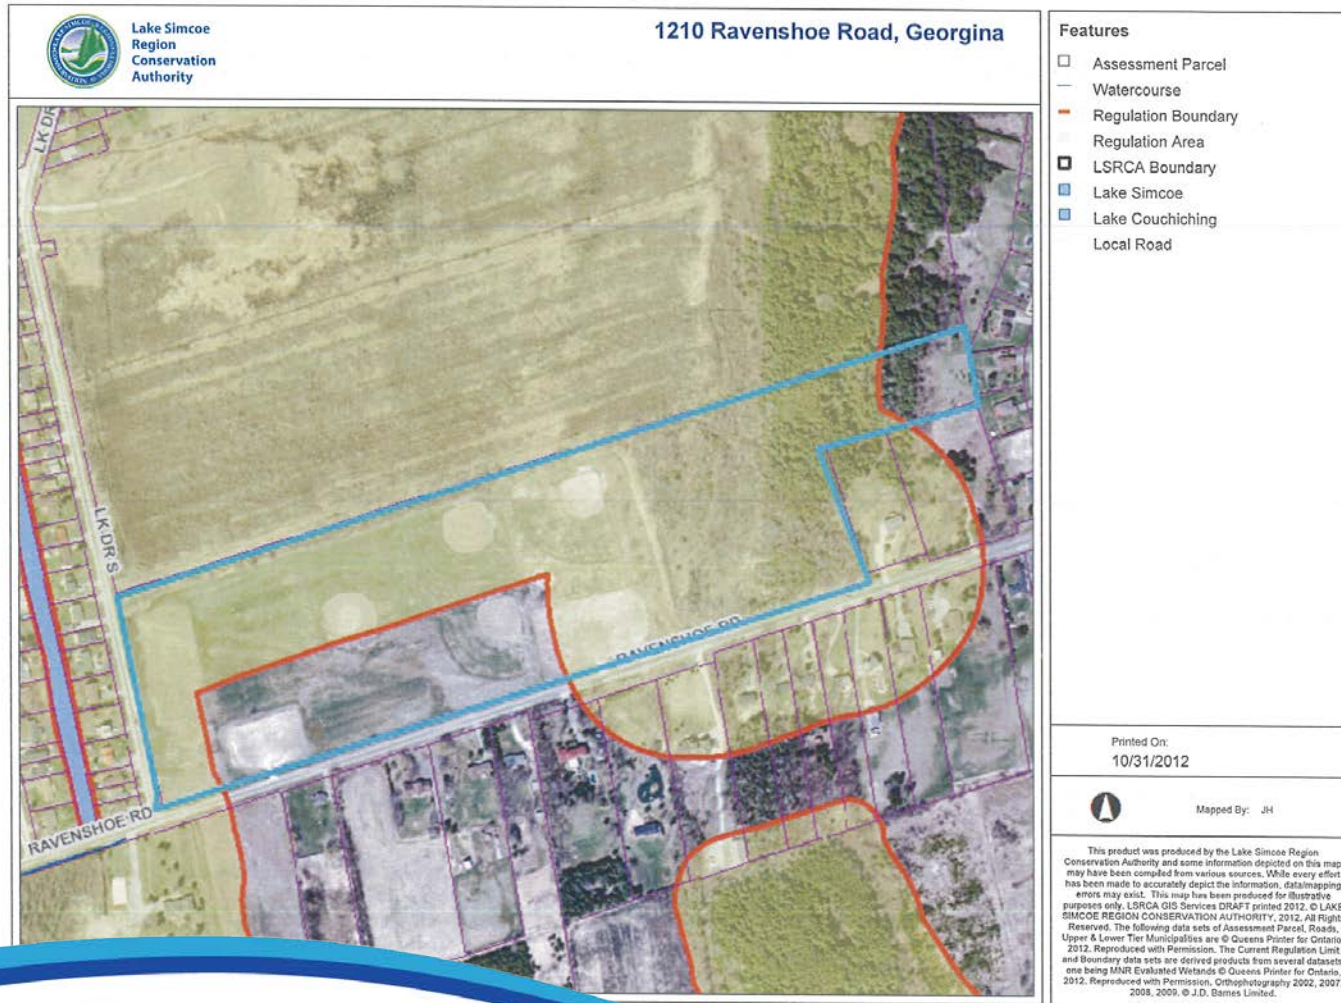 Lake Simcoe
Region
Conservation
Authority
1210 Ravenshoe Road, Georgina
LK DR
LK DR S
RAVENSHOE RD
RAVENSHOE RD
Features
Assessment Parcel
Watercourse
Regulation Boundary
Regulation Area
LSRCA Boundary
Lake Simcoe
Lake Couchiching
Local Road
Printed On:
10/31/2012
Mapped By: JH
This product was produced by the Lake Simcoe Region
Conservation Authority and some information depicted on this map
may have been compiled from various sources. While every effort
has been made to accurately depict the information, data/mapping
errors may exist. This map has been produced for illustrative
purposes only. LSRCA GIS Services DRAFT printed 2012. © LAKE
SIMCOE REGION CONSERVATION AUTHORITY, 2012. All Rights
Reserved. The following data sets of Assessment Parcel, Roads,
Upper & Lower Tier Municipalities are © Queens Printer for Ontario.
2012. Reproduced with Permission. The Current Regulation Limit
and Boundary data sets are derived products from several datasets
one being MNR Evaluated Wetands © Queens Printer for Ontario.
2012. Reproduced with Permission. Orthophotography 2002, 2007,
2008, 2009, © J.D. Barnes Limited.